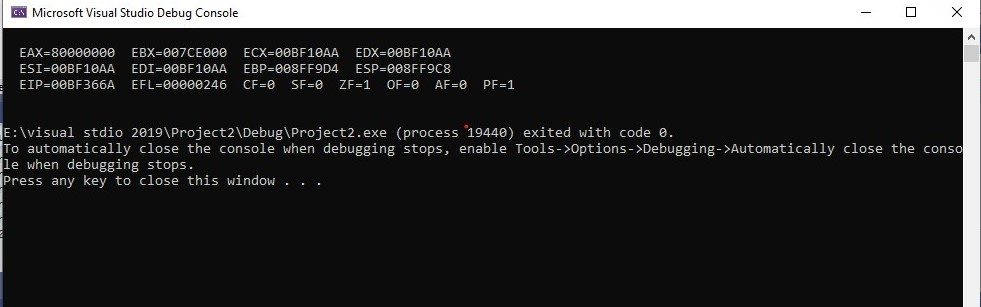 Microsoft Visual Studio Debug Console
EAX=80000000 EBX=007CE000 ECX=00BF10AA EDX=00BF10AA
ESI=00BF10AA EDI=00BF10AA EBP=008FF9D4 ESP=008FF9C8
EIP=00BF366A EFL=00000246 CF=0 SF=0 ZF=1 OF=0 AF=0 PF=1
E:\visual stdio 2019\Project2\Debug\Project2.exe (process 19440) exited with code 0.
To automatically close the console when debugging stops, enable Tools->Options->Debugging->Automatically close the conso
le when debugging stops.
Press any key to close this window . . .